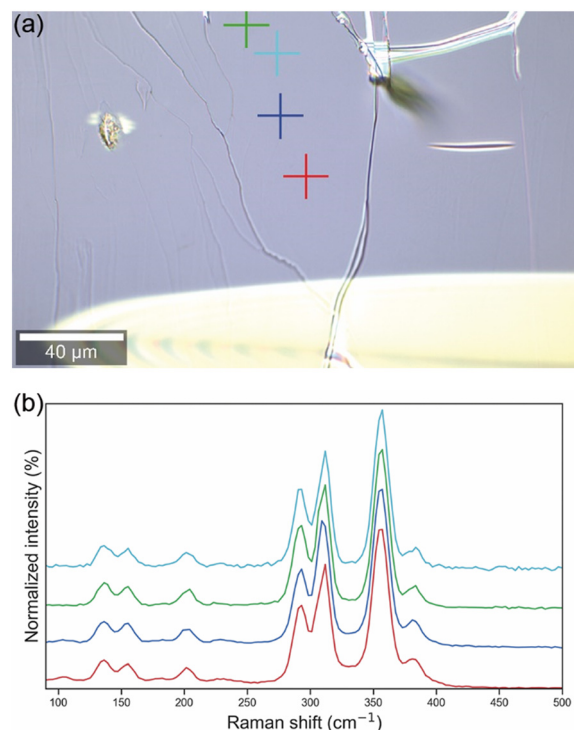 (a)
40 µm
(b)
Normalized intensity (%)
100 150 200 250 300 350 400 450 500
Raman shift (cm⁻¹)